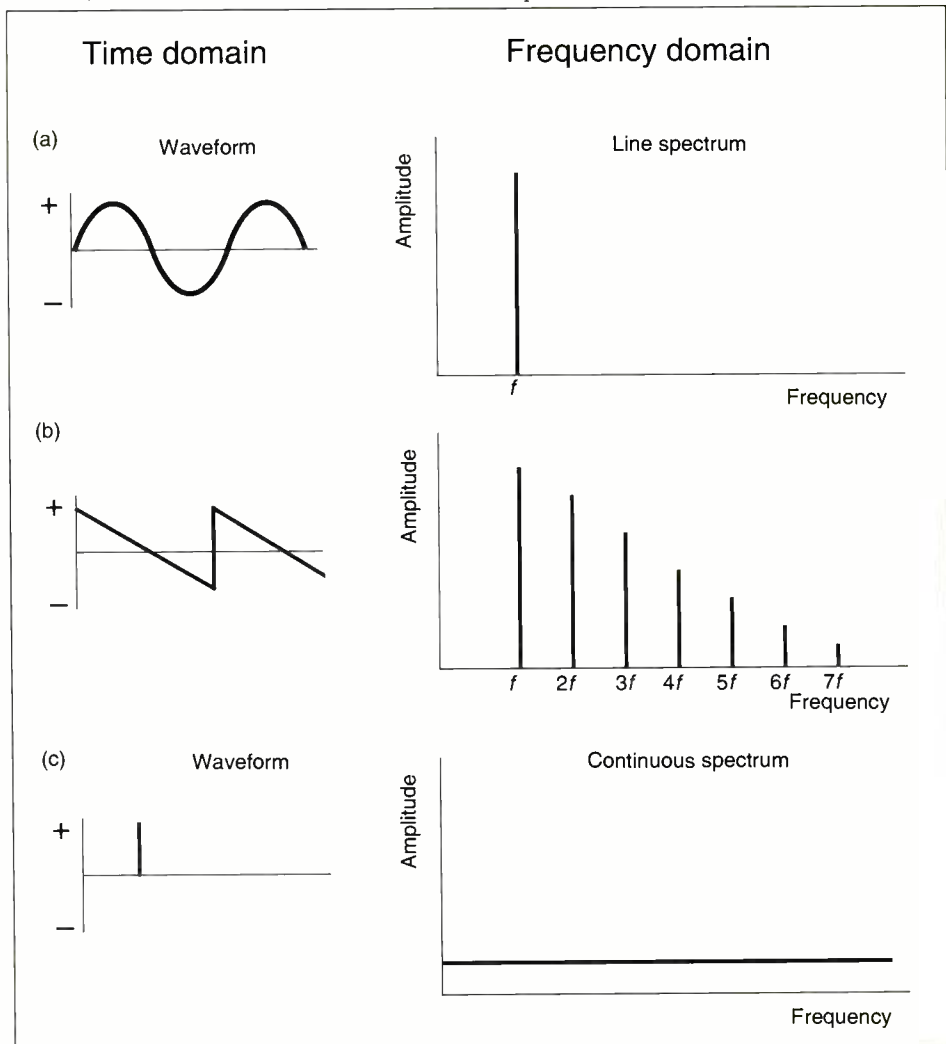 Time domain
Frequency domain
(a)
Waveform
Line spectrum
+
−
Amplitude
f
Frequency
(b)
+
−
Amplitude
f 2f 3f 4f 5f 6f 7f
Frequency
(c)
Waveform
Continuous spectrum
+
−
Amplitude
Frequency